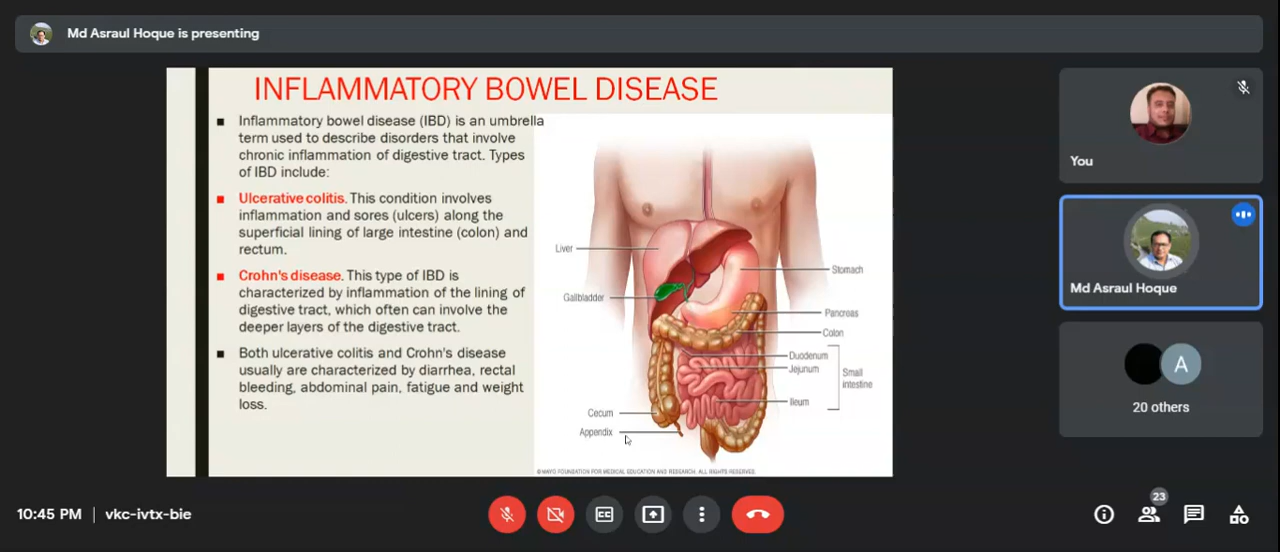 Md Asraul Hoque is presenting
INFLAMMATORY BOWEL DISEASE
Inflammatory bowel disease (IBD) is an umbrella
term used to describe disorders that involve
chronic inflammation of digestive tract. Types
of IBD include:
Ulcerative colitis. This condition involves
inflammation and sores (ulcers) along the
superficial lining of large intestine (colon) and
rectum.
Crohn's disease. This type of IBD is
characterized by inflammation of the lining of
digestive tract, which often can involve the
deeper layers of the digestive tract.
Both ulcerative colitis and Crohn's disease
usually are characterized by diarrhea, rectal
bleeding, abdominal pain, fatigue and weight
loss.
Liver
Gallbladder
Cecum
Appendix
Stomach
Pancreas
Colon
Duodenum
Jejunum
Ileum
Small
intestine
©MAYO FOUNDATION FOR MEDICAL EDUCATION AND RESEARCH. ALL RIGHTS RESERVED.
You
Md Asraul Hoque
A
20 others
10:45 PM | vkc-ivtx-bie
23